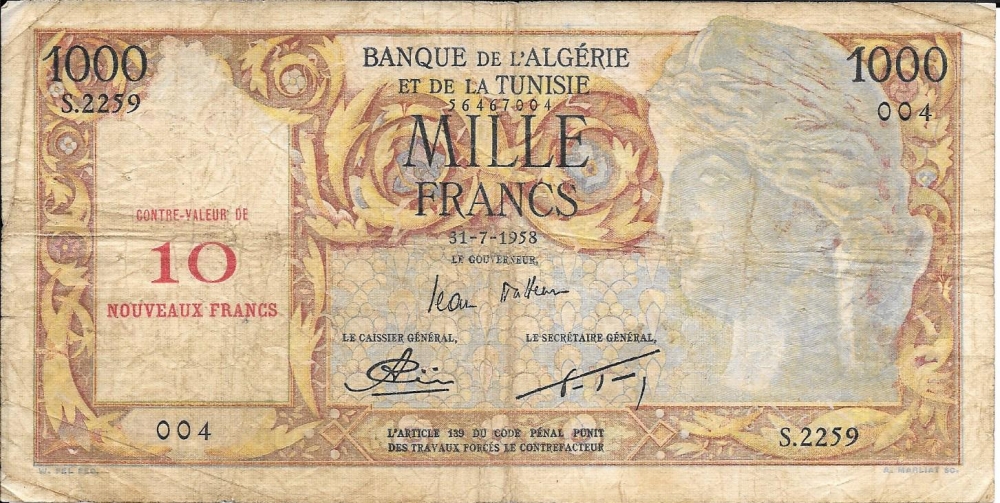 1000
S.2259
BANQUE DE L'ALGÉRIE
ET DE LA TUNISIE
56467004
MILLE
FRANCS
31-7-1958
LE GOUVERNEUR,
1000
004
CONTRE-VALEUR DE
10
NOUVEAUX FRANCS
LE CAISSIER GÉNÉRAL,
LE SECRÉTAIRE GÉNÉRAL,
004
L'ARTICLE 139 DU CODE PÉNAL PUNIT
DES TRAVAUX FORCÉS LE CONTREFACTEUR
S.2259